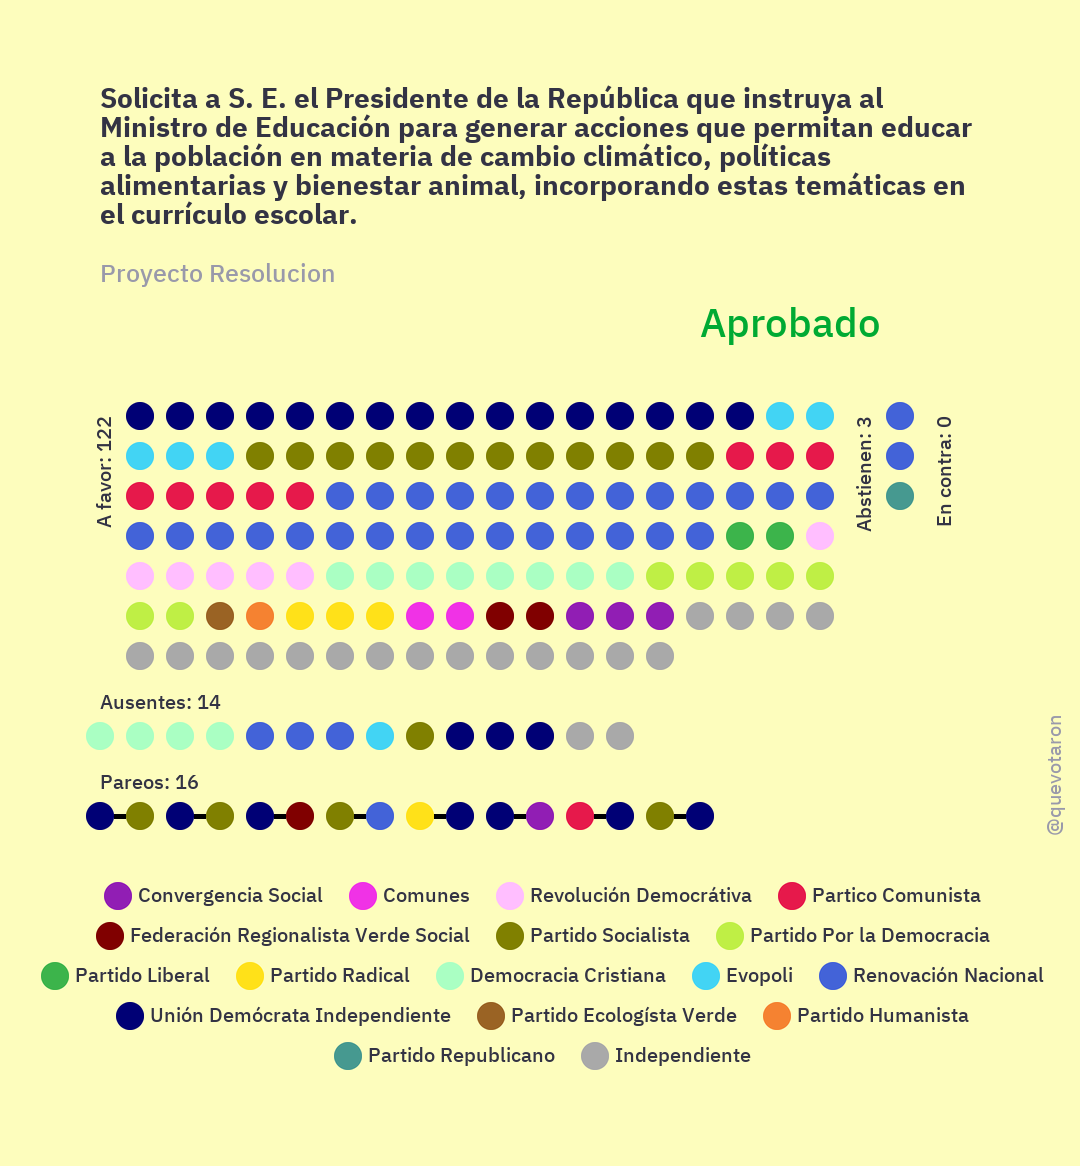 Solicita a S. E. el Presidente de la República que instruya al
Ministro de Educación para generar acciones que permitan educar
a la población en materia de cambio climático, políticas
alimentarias y bienestar animal, incorporando estas temáticas en
el currículo escolar.
Proyecto Resolucion
Aprobado
A favor: 122
Abstienen: 3
En contra: 0
Ausentes: 14
Pareos: 16
@quevotaron
Convergencia Social
Comunes
Revolución Democrátiva
Partico Comunista
Federación Regionalista Verde Social
Partido Socialista
Partido Por la Democracia
Partido Liberal
Partido Radical
Democracia Cristiana
Evopoli
Renovación Nacional
Unión Demócrata Independiente
Partido Ecologísta Verde
Partido Humanista
Partido Republicano
Independiente